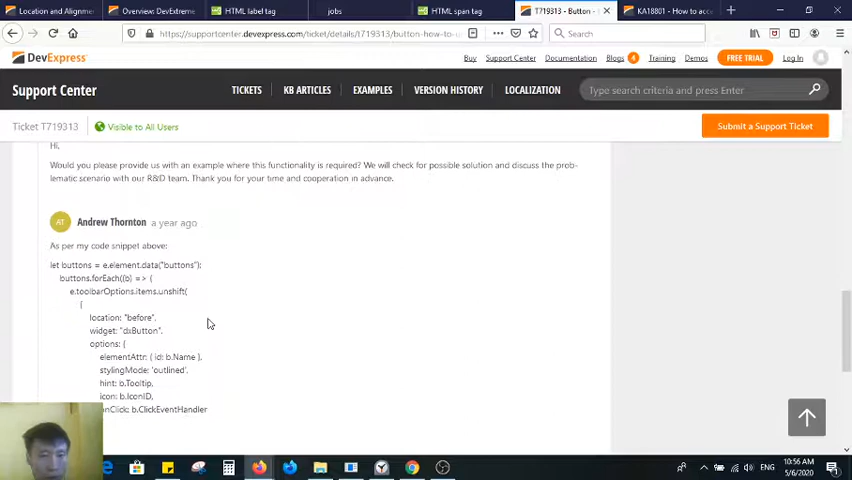 Location and Alignme
Overview: DevExtreme
HTML label tag
jobs
HTML span tag
T719313 - Button -
KA18801 - How to acce
https://supportcenter.devexpress.com/ticket/details/t719313/button-how-to-u
Search
DevExpress
Buy
Support Center
Documentation
Blogs
4
Training
Demos
FREE TRIAL
Log In
Support Center
TICKETS
KB ARTICLES
EXAMPLES
VERSION HISTORY
LOCALIZATION
Type search criteria and press Enter
Ticket T719313
Visible to All Users
Submit a Support Ticket
Hi,
Would you please provide us with an example where this functionality is required? We will check for possible solution and discuss the prob-
lematic scenario with our R&D team. Thank you for your time and cooperation in advance.
AT
Andrew Thornton
a year ago
As per my code snippet above:
let buttons = e.element.data("buttons");
buttons.forEach((b) => {
e.toolbarOptions.items.unshift(
{
location: "before",
widget: "dxButton",
options: {
elementAttr: { id: b.Name },
stylingMode: 'outlined',
hint: b.Tooltip,
icon: b.IconID,
onClick: b.ClickEventHandler
ENG
10:56 AM
5/6/2020